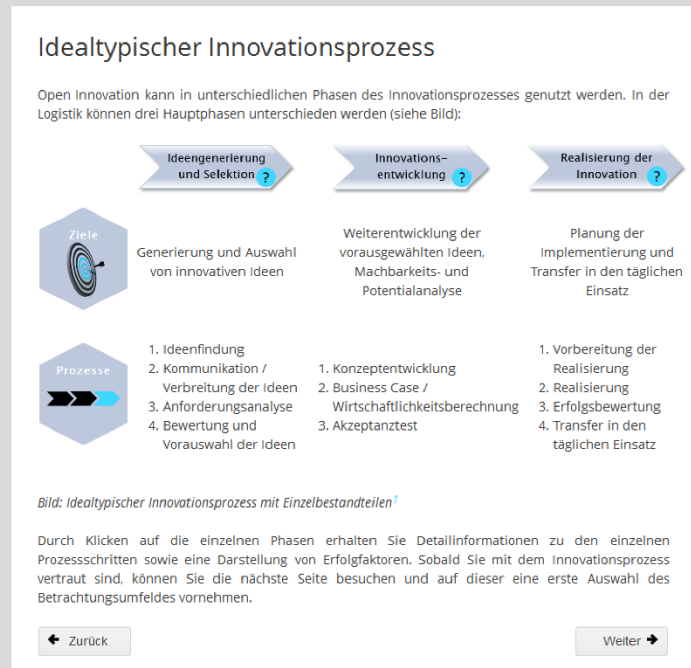 Idealtypischer Innovationsprozess
Open Innovation kann in unterschiedlichen Phasen des Innovationsprozesses genutzt werden. In der
Logistik können drei Hauptphasen unterschieden werden (siehe Bild):
Ideengenerierung
und Selektion ?
Innovations-
entwicklung ?
Realisierung der
Innovation ?
Ziele
Generierung und Auswahl
von innovativen Ideen
Weiterentwicklung der
vorausgewählten Ideen,
Machbarkeits- und
Potentialanalyse
Planung der
Implementierung und
Transfer in den täglichen
Einsatz
Prozesse
1. Ideenfindung
2. Kommunikation /
Verbreitung der Ideen
3. Anforderungsanalyse
4. Bewertung und
Vorauswahl der Ideen
1. Konzeptentwicklung
2. Business Case /
Wirtschaftlichkeitsberechnung
3. Akzeptanztest
1. Vorbereitung der
Realisierung
2. Realisierung
3. Erfolgsbewertung
4. Transfer in den
täglichen Einsatz
Bild: Idealtypischer Innovationsprozess mit Einzelbestandteilen1
Durch Klicken auf die einzelnen Phasen erhalten Sie Detailinformationen zu den einzelnen
Prozessschritten sowie eine Darstellung von Erfolgfaktoren. Sobald Sie mit dem Innovationsprozess
vertraut sind, können Sie die nächste Seite besuchen und auf dieser eine erste Auswahl des
Betrachtungsumfeldes vornehmen.
Zurück
Weiter